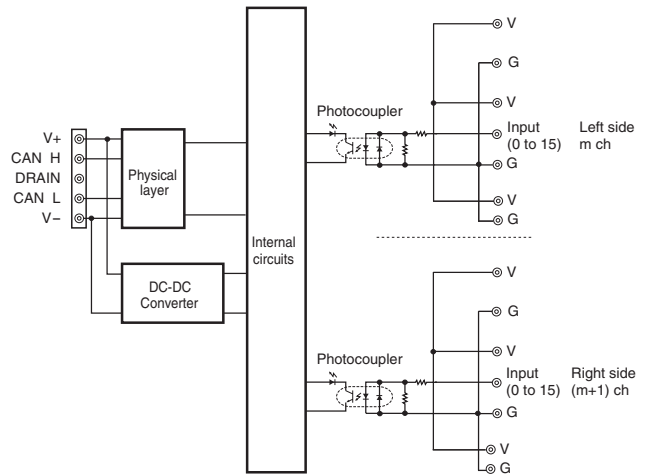 V+
CAN H
DRAIN
CAN L
V−
Physical
layer
DC-DC
Converter
Internal
circuits
Photocoupler
V
G
V
Input
(0 to 15)
Left side
m ch
G
V
G
Photocoupler
V
G
V
Input
(0 to 15)
Right side
(m+1) ch
G
V
G